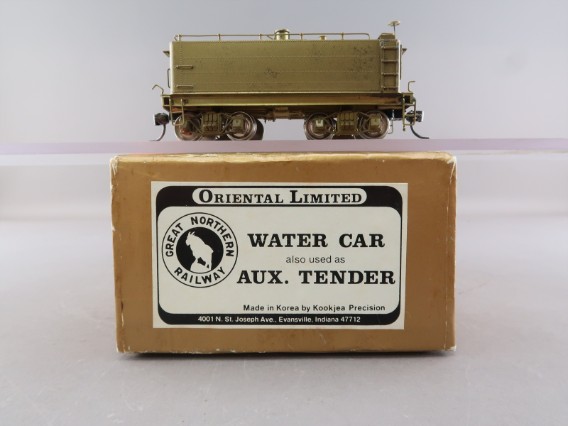 ORIENTAL LIMITED
GREAT NORTHERN
RAILWAY
WATER CAR
also used as
AUX. TENDER
Made in Korea by Kookjea Precision
4001 N. St. Joseph Ave., Evansville, Indiana 47712